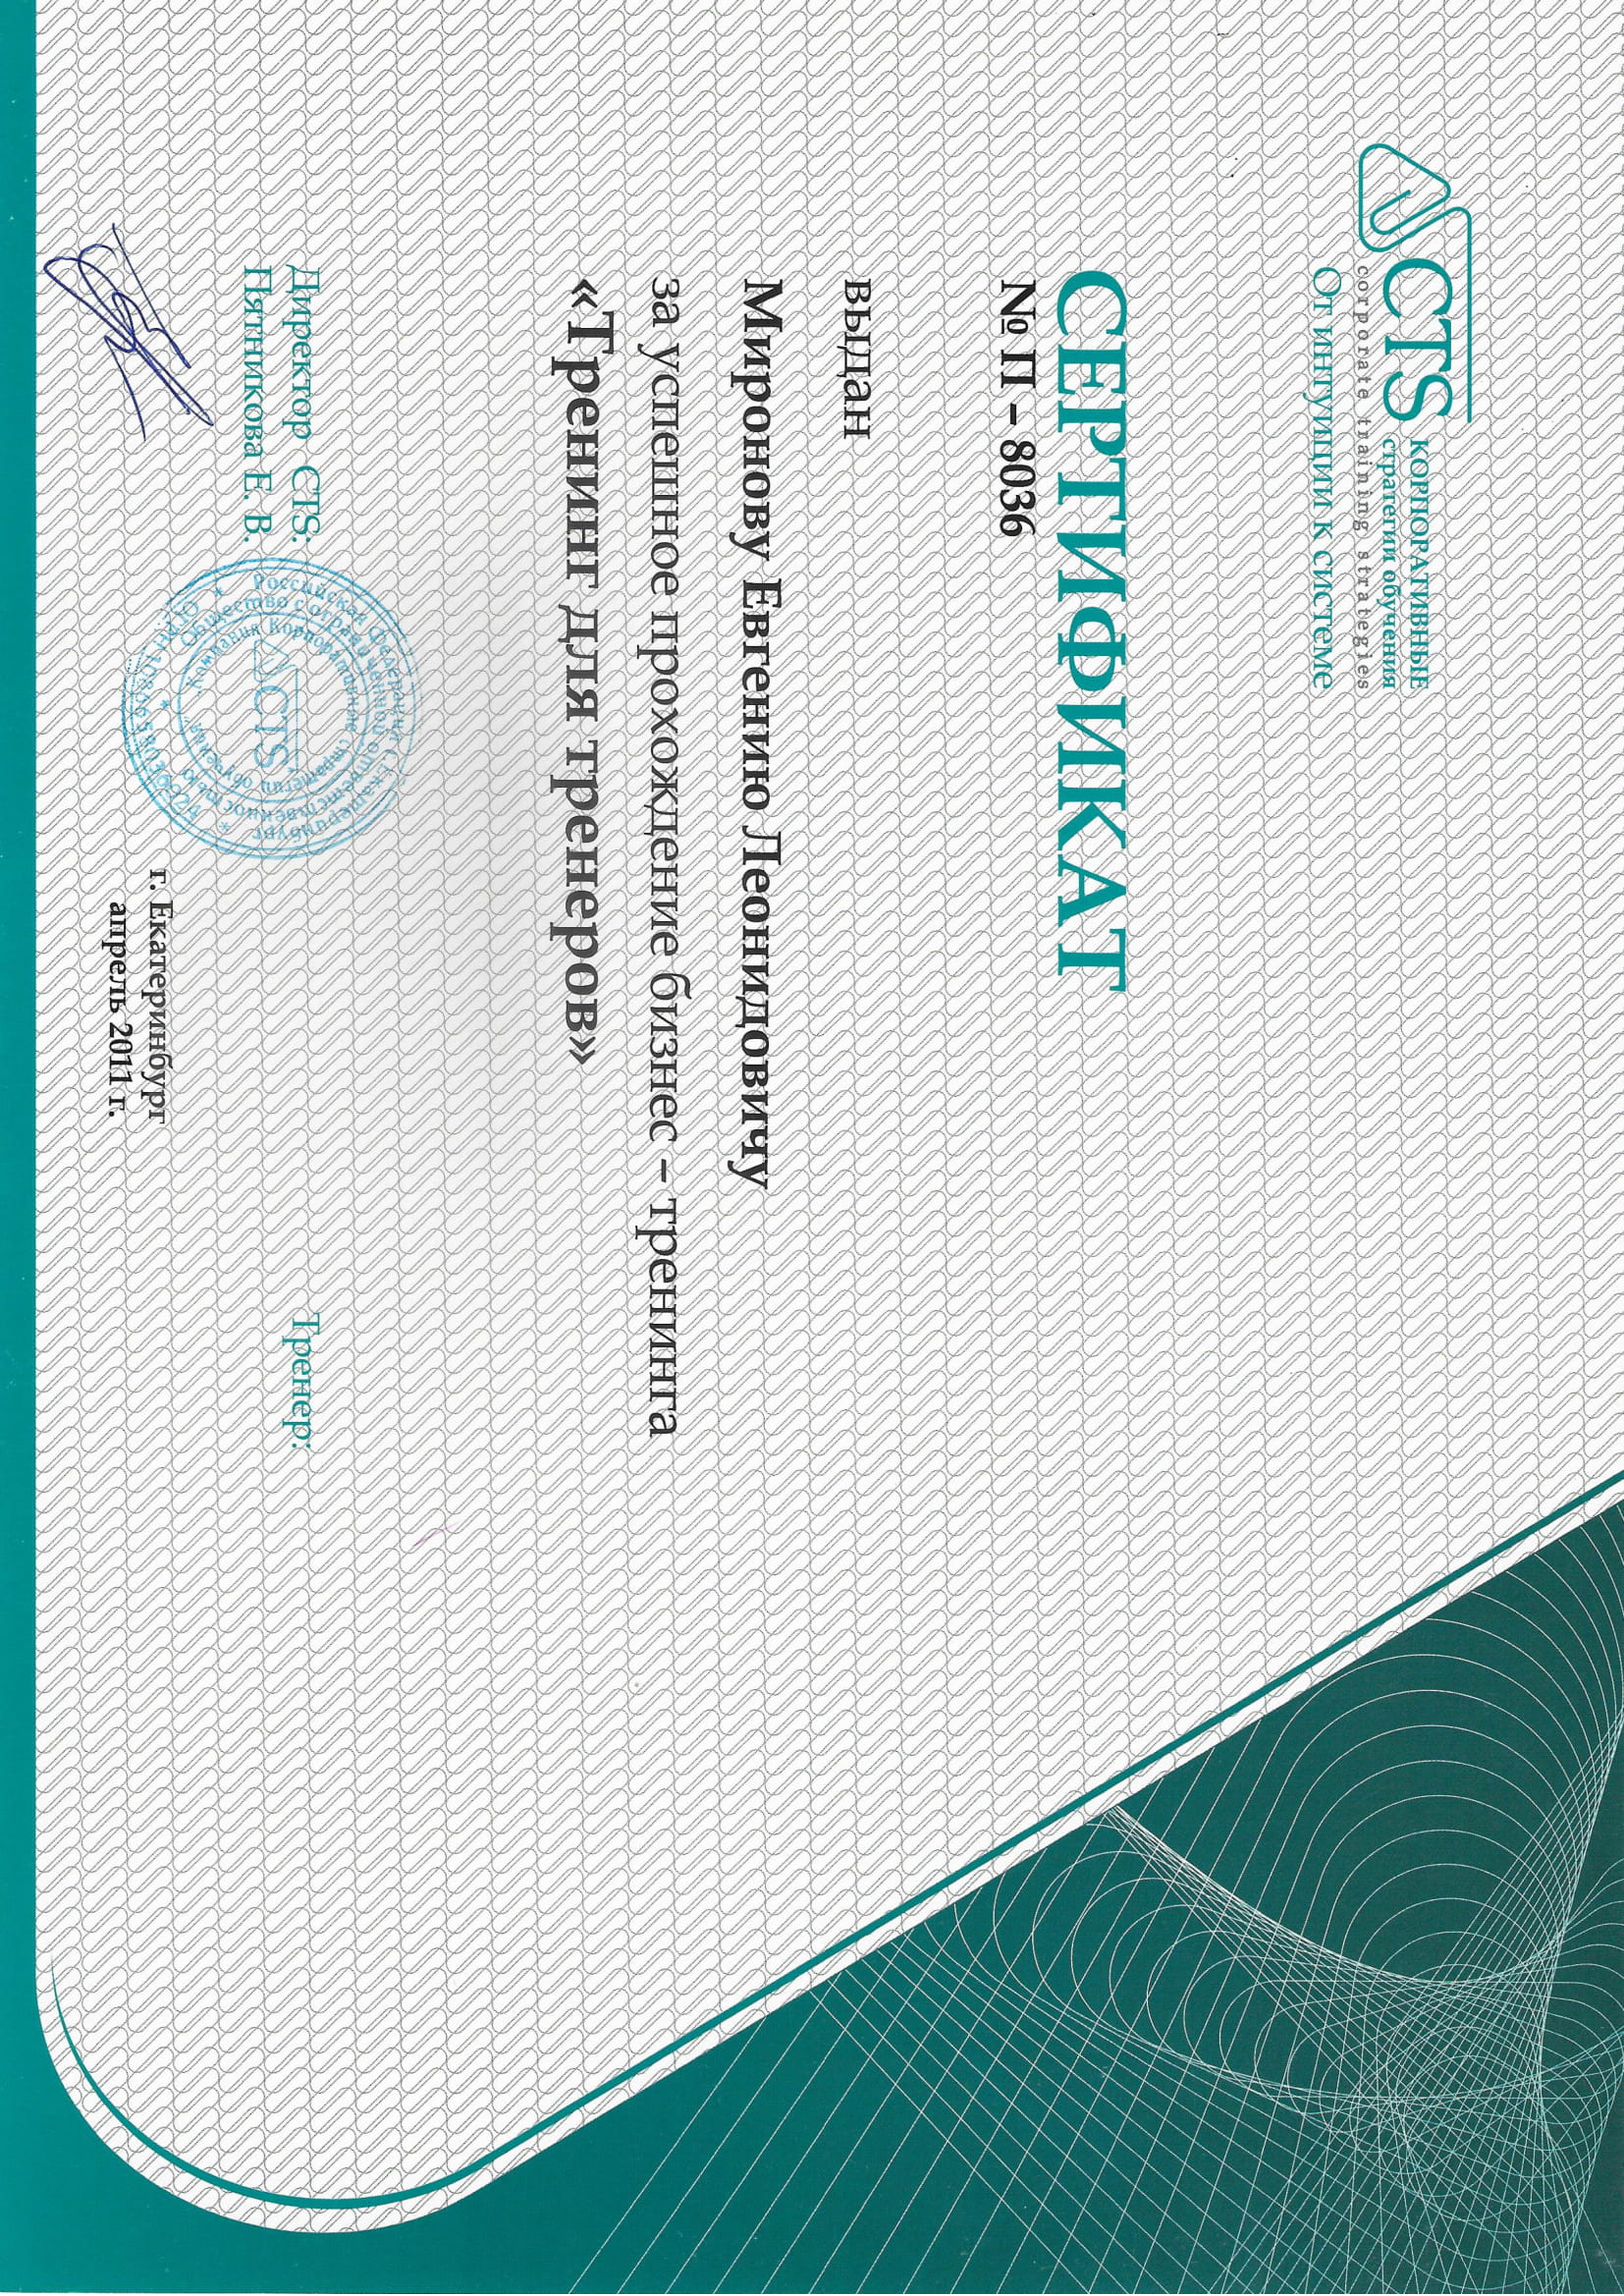 CTS КОРПОРАТИВНЫЕ
стратегии обучения
corporate training strategies
От интуиции к системе
СЕРТИФИКАТ
№ П – 8036
выдан
Миронову Евгению Леонидовичу
за успешное прохождение бизнес – тренинга
«Тренинг для тренеров»
Директор CTS:
Пятникова Е. В.
Тренер:
Российская Федерация г.Екатеринбург
Общество с ограниченной ответственностью
"Компания Корпоративные стратегии обучения"
CTS
ОГРН
г. Екатеринбург
апрель 2011 г.